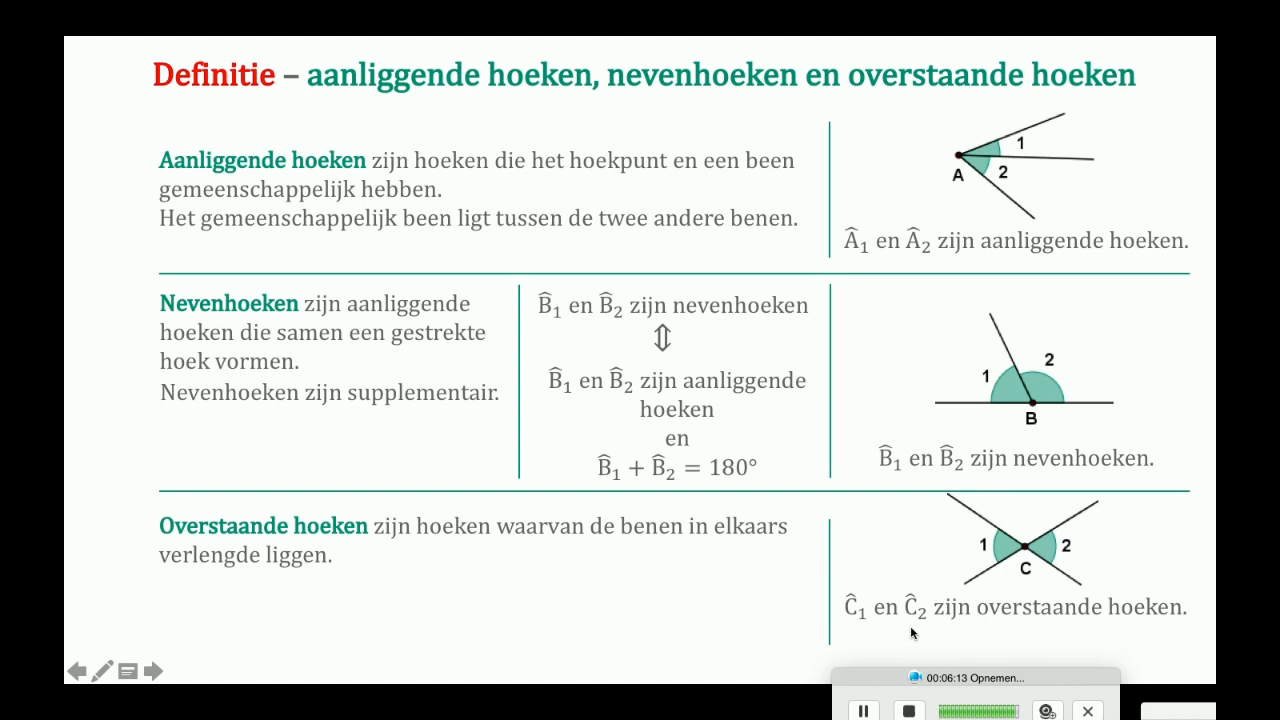 Definitie – aanliggende hoeken, nevenhoeken en overstaande hoeken
Aanliggende hoeken zijn hoeken die het hoekpunt en een been
gemeenschappelijk hebben.
Het gemeenschappelijk been ligt tussen de twee andere benen.
1
2
A
Â₁ en Â₂ zijn aanliggende hoeken.
Nevenhoeken zijn aanliggende
hoeken die samen een gestrekte
hoek vormen.
Nevenhoeken zijn supplementair.
B̂₁ en B̂₂ zijn nevenhoeken
⇕
B̂₁ en B̂₂ zijn aanliggende
hoeken
en
B̂₁ + B̂₂ = 180°
1
2
B
B̂₁ en B̂₂ zijn nevenhoeken.
Overstaande hoeken zijn hoeken waarvan de benen in elkaars
verlengde liggen.
1
2
C
Ĉ₁ en Ĉ₂ zijn overstaande hoeken.
00:06:13 Opnemen...